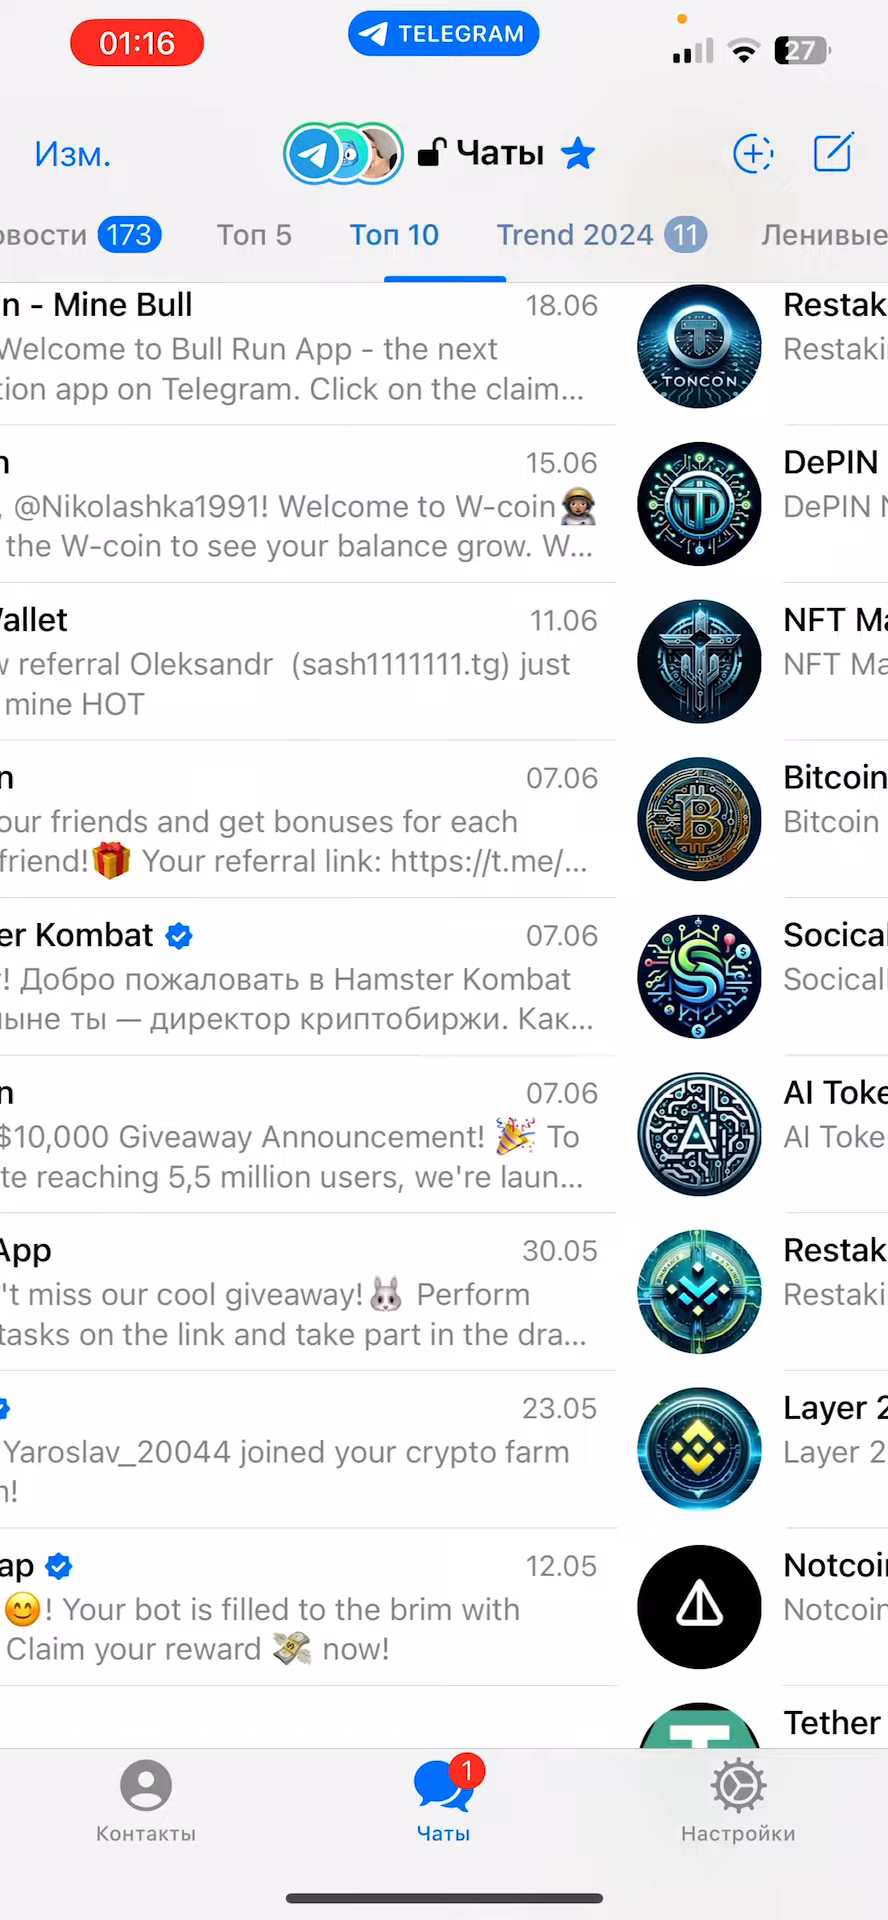 01:16
TELEGRAM
27
Изм.
Чаты
овости 173
Топ 5
Топ 10
Trend 2024 11
Ленивые
n - Mine Bull
18.06
Welcome to Bull Run App - the next
tion app on Telegram. Click on the claim...
TONCON
Restak
Restaki
n
15.06
, @Nikolashka1991! Welcome to W-coin
the W-coin to see your balance grow. W...
DePIN
DePIN N
Wallet
11.06
w referral Oleksandr (sash1111111.tg) just
mine HOT
NFT Ma
NFT Ma
n
07.06
our friends and get bonuses for each
friend! Your referral link: https://t.me/...
Bitcoin
Bitcoin
er Kombat
07.06
т! Добро пожаловать в Hamster Kombat
ныне ты — директор криптобиржи. Как...
Socical
Socicall
n
07.06
$10,000 Giveaway Announcement! To
te reaching 5,5 million users, we're laun...
Ai
AI Toke
AI Toke
App
30.05
't miss our cool giveaway! Perform
tasks on the link and take part in the dra...
Restak
Restaki
23.05
Yaroslav_20044 joined your crypto farm
n!
Layer 2
Layer 2
ap
12.05
! Your bot is filled to the brim with
Claim your reward now!
Notcoin
Notcoin
Tether
Контакты
1
Чаты
Настройки